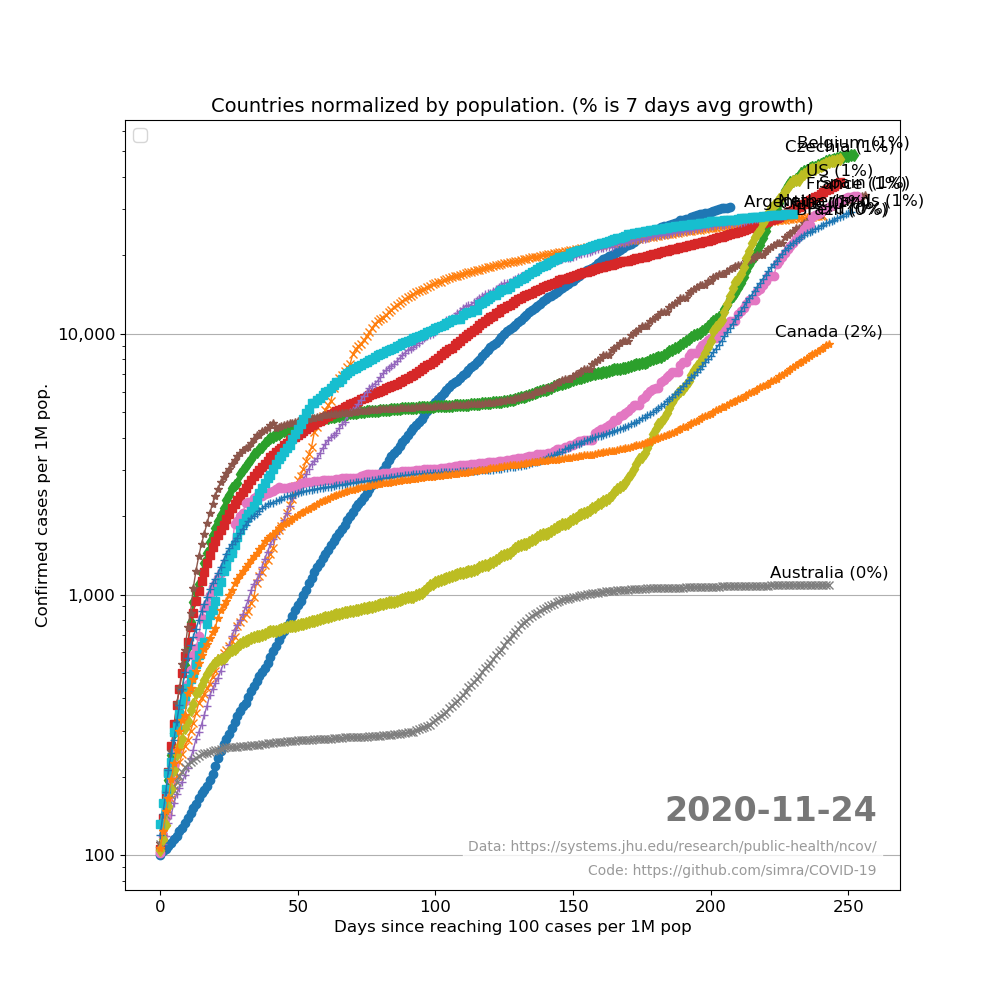 Countries normalized by population. (% is 7 days avg growth)
Belgium (1%)
Czechia (1%)
US (1%)
France (1%)
Spain (1%)
Brazil (0%)
10,000
Canada (2%)
1,000
Australia (0%)
Confirmed cases per 1M pop.
2020-11-24
Data: https://systems.jhu.edu/research/public-health/ncov/
100
Code: https://github.com/simra/COVID-19
0 50 100 150 200 250
Days since reaching 100 cases per 1M pop